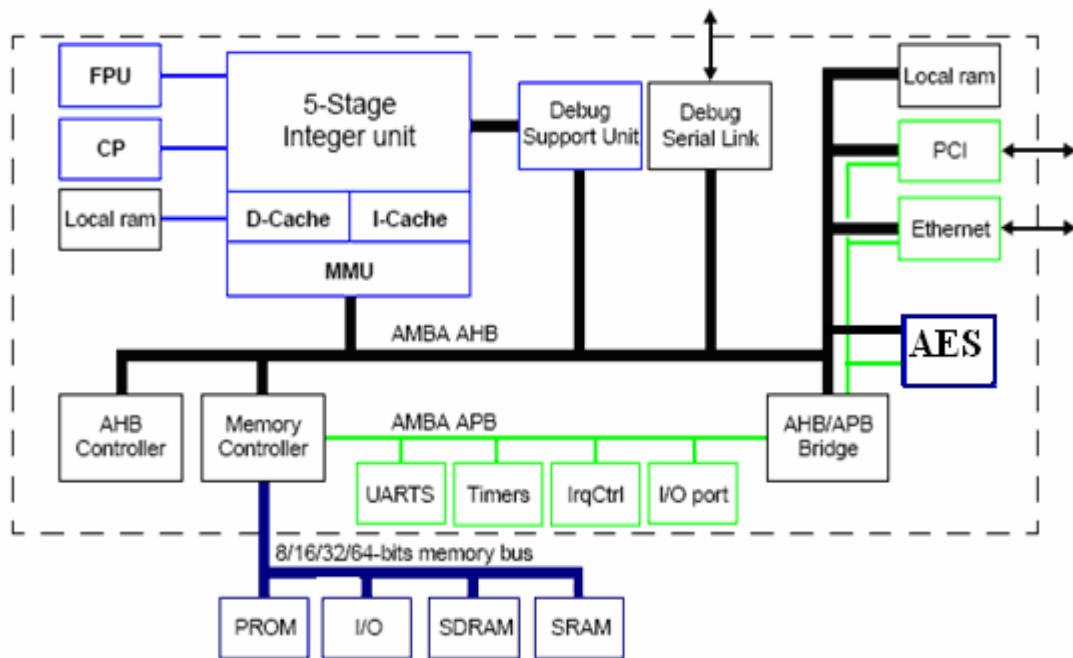 FPU
5-Stage
Integer unit
CP
Local ram
D-Cache
I-Cache
MMU
Debug
Support Unit
Debug
Serial Link
Local ram
PCI
Ethernet
AES
AMBA AHB
AHB
Controller
Memory
Controller
AMBA APB
AHB/APB
Bridge
UARTS
Timers
IrqCtrl
I/O port
8/16/32/64-bits memory bus
PROM
I/O
SDRAM
SRAM